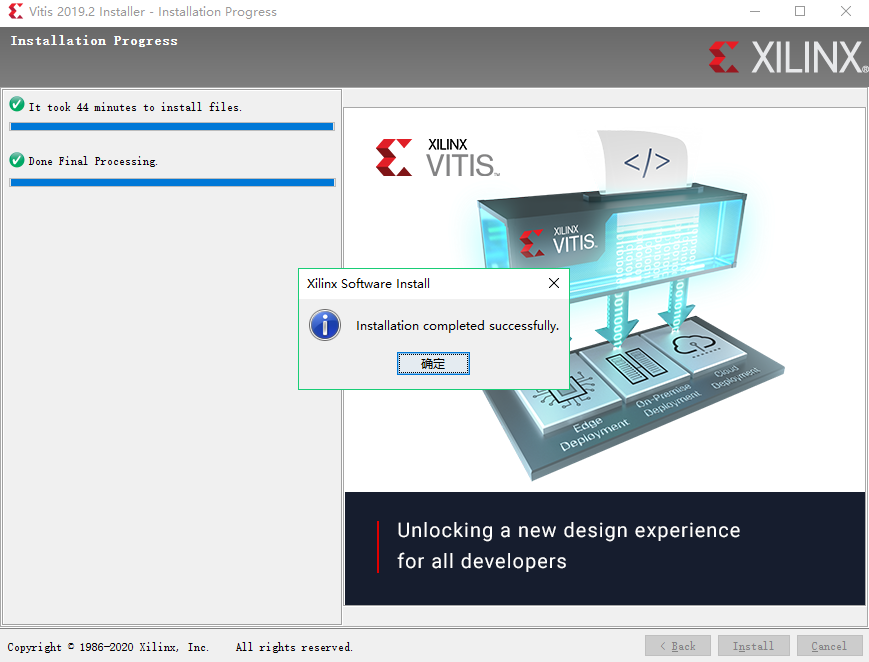 Vitis 2019.2 Installer - Installation Progress
Installation Progress
XILINX®
It took 44 minutes to install files.
Done Final Processing.
XILINX
VITIS™
</>
XILINX
VITIS™
Xilinx Software Install
Installation completed successfully.
确定
Edge
Deployment
On-Premise
Deployment
Cloud
Deployment
Unlocking a new design experience
for all developers
Copyright © 1986-2020 Xilinx, Inc. All rights reserved.
< Back
Install
Cancel